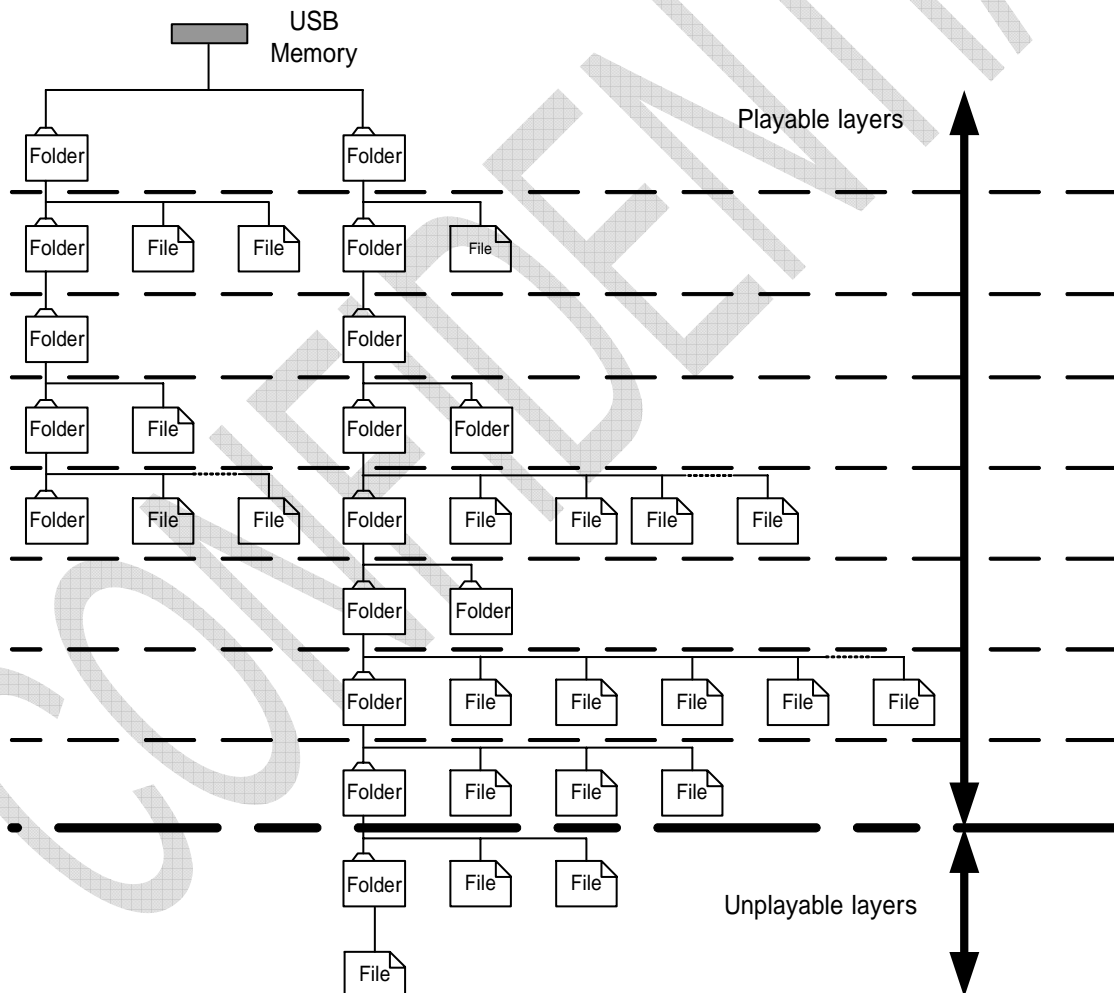 USB
Memory
Playable layers
Folder Folder
Folder File File Folder File
Folder Folder
Folder File Folder Folder
Folder File File Folder File File File File
Folder Folder
Folder File File File File File
Folder File File File
Folder File File
Unplayable layers
File
CONFIDENTI